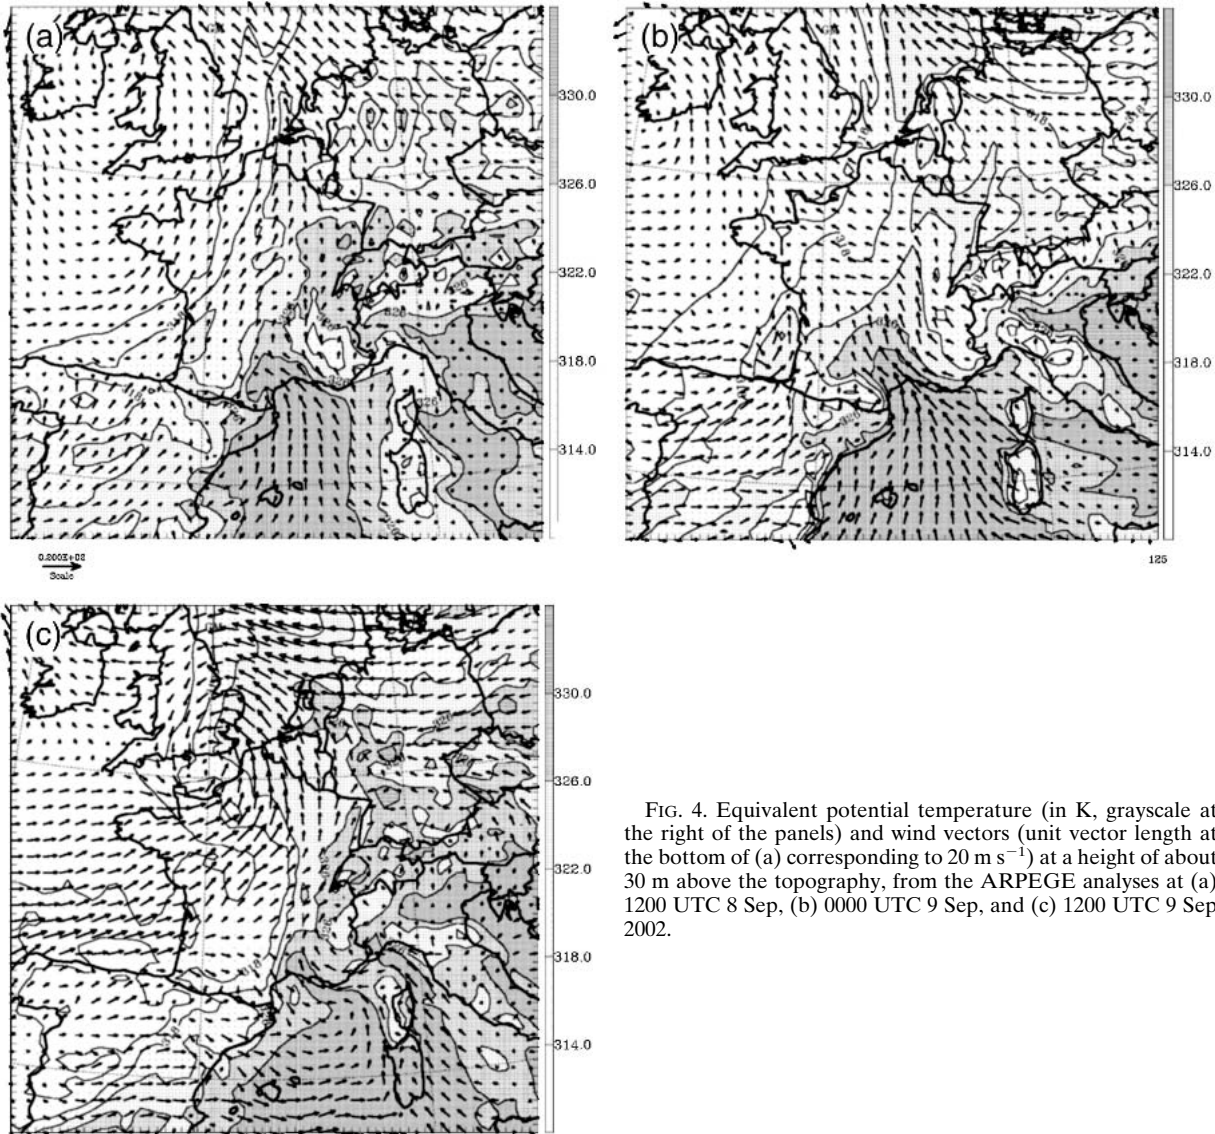 (a)
330.0
326.0
322.0
318.0
314.0
0.200E+02
Scale
(b)
330.0
326.0
322.0
318.0
314.0
125
(c)
330.0
326.0
322.0
318.0
314.0
FIG. 4. Equivalent potential temperature (in K, grayscale at
the right of the panels) and wind vectors (unit vector length at
the bottom of (a) corresponding to 20 m s−1) at a height of about
30 m above the topography, from the ARPEGE analyses at (a)
1200 UTC 8 Sep, (b) 0000 UTC 9 Sep, and (c) 1200 UTC 9 Sep
2002.